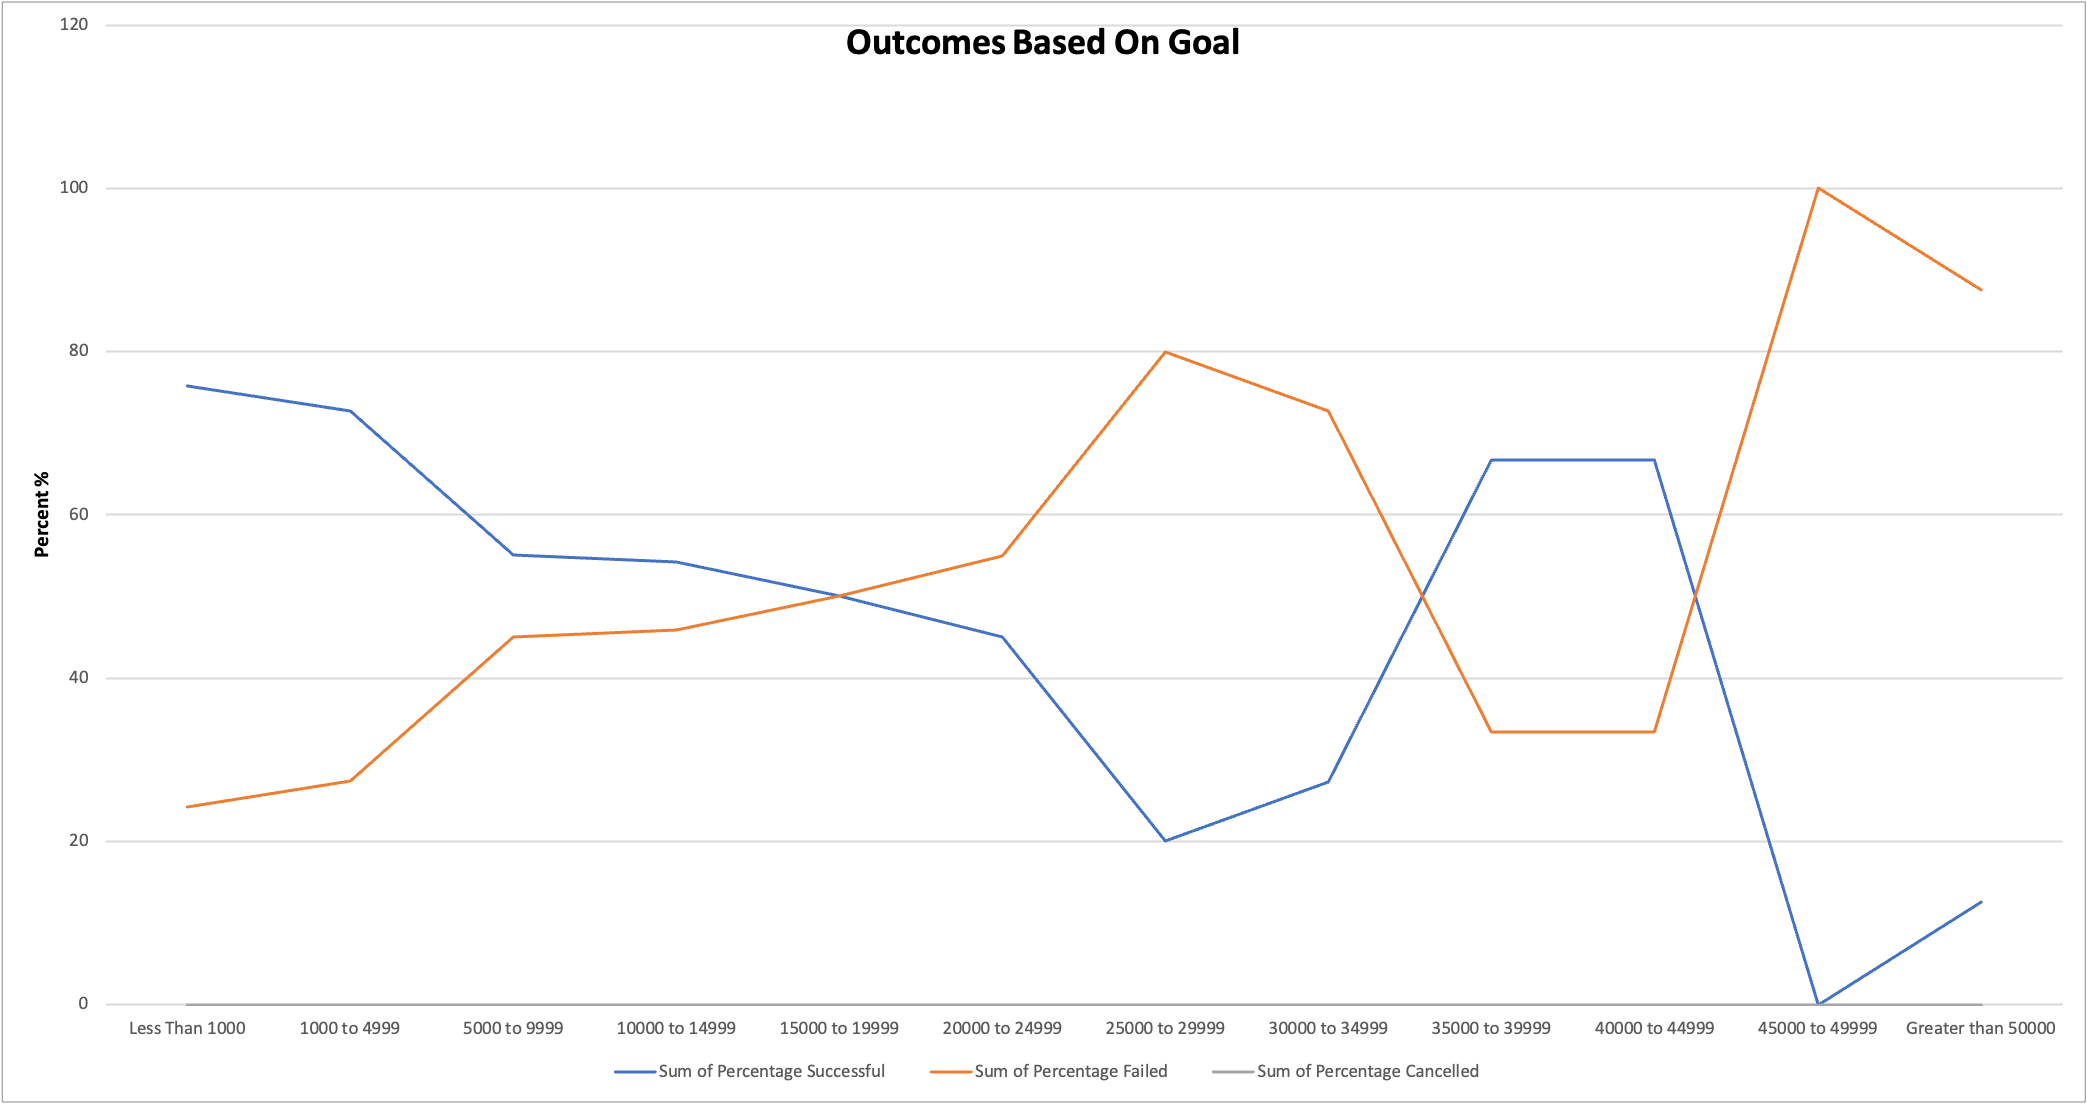 Outcomes Based On Goal
Percent %
120
100
80
60
40
20
0
Less Than 1000
1000 to 4999
5000 to 9999
10000 to 14999
15000 to 19999
20000 to 24999
25000 to 29999
30000 to 34999
35000 to 39999
40000 to 44999
45000 to 49999
Greater than 50000
Sum of Percentage Successful
Sum of Percentage Failed
Sum of Percentage Cancelled